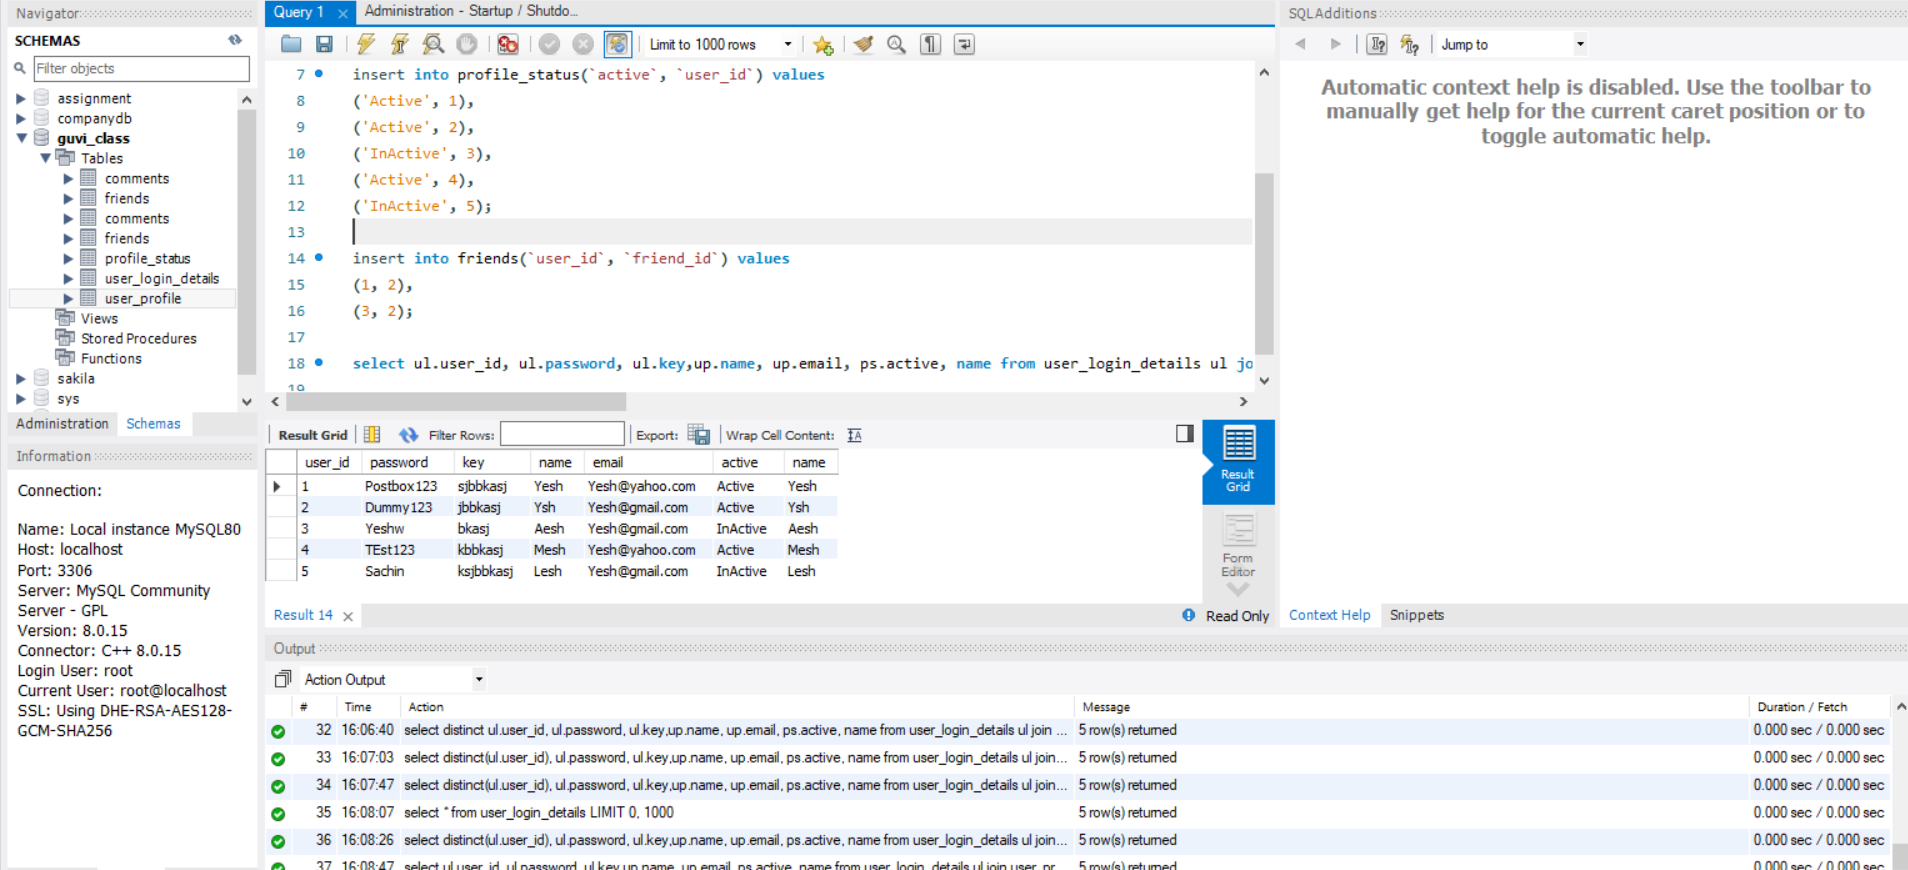 Navigator
SCHEMAS
Filter objects
assignment
companydb
guvi_class
Tables
comments
friends
comments
friends
profile_status
user_login_details
user_profile
Views
Stored Procedures
Functions
sakila
sys
Administration Schemas
Information
Connection:
Name: Local instance MySQL80
Host: localhost
Port: 3306
Server: MySQL Community
Server - GPL
Version: 8.0.15
Connector: C++ 8.0.15
Login User: root
Current User: root@localhost
SSL: Using DHE-RSA-AES128-
GCM-SHA256
Query 1 Administration - Startup / Shutdo...
Limit to 1000 rows
7 insert into profile_status(`active`, `user_id`) values
8 ('Active', 1),
9 ('Active', 2),
10 ('InActive', 3),
11 ('Active', 4),
12 ('InActive', 5);
13
14 insert into friends(`user_id`, `friend_id`) values
15 (1, 2),
16 (3, 2);
17
18 select ul.user_id, ul.password, ul.key,up.name, up.email, ps.active, name from user_login_details ul jo
19
Result Grid Filter Rows: Export: Wrap Cell Content:
user_id password key name email active name
1 Postbox123 sjbbkasj Yesh Yesh@yahoo.com Active Yesh
2 Dummy123 jbbkasj Ysh Yesh@gmail.com Active Ysh
3 Yeshw bkasj Aesh Yesh@gmail.com InActive Aesh
4 TEst123 kbbkasj Mesh Yesh@yahoo.com Active Mesh
5 Sachin ksjbbkasj Lesh Yesh@gmail.com InActive Lesh
Result
Grid
Form
Editor
Result 14 Read Only
SQLAdditions
Jump to
Automatic context help is disabled. Use the toolbar to
manually get help for the current caret position or to
toggle automatic help.
Context Help Snippets
Output
Action Output
# Time Action Message Duration / Fetch
32 16:06:40 select distinct ul.user_id, ul.password, ul.key,up.name, up.email, ps.active, name from user_login_details ul join ... 5 row(s) returned 0.000 sec / 0.000 sec
33 16:07:03 select distinct(ul.user_id), ul.password, ul.key,up.name, up.email, ps.active, name from user_login_details ul join... 5 row(s) returned 0.000 sec / 0.000 sec
34 16:07:47 select distinct(ul.user_id), ul.password, ul.key,up.name, up.email, ps.active, name from user_login_details ul join... 5 row(s) returned 0.000 sec / 0.000 sec
35 16:08:07 select * from user_login_details LIMIT 0, 1000 5 row(s) returned 0.000 sec / 0.000 sec
36 16:08:26 select distinct(ul.user_id), ul.password, ul.key,up.name, up.email, ps.active, name from user_login_details ul join... 5 row(s) returned 0.000 sec / 0.000 sec
37 16:08:47 select ul.user_id, ul.password, ul.key,up.name, up.email, ps.active, name from user_login_details ul join user_pr... 5 row(s) returned 0.000 sec / 0.000 sec